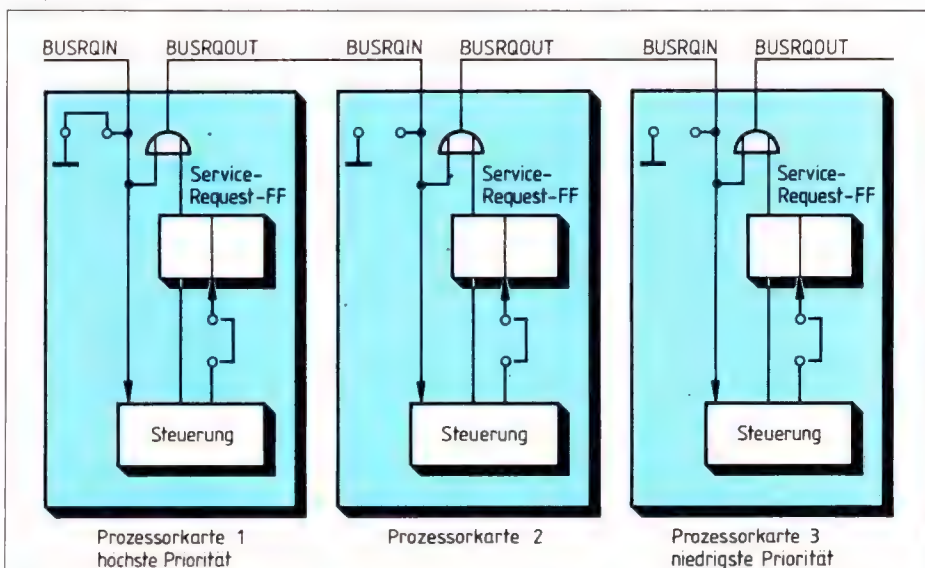 BUSRQIN BUSRQOUT BUSRQIN BUSRQOUT BUSRQIN BUSRQOUT
Service-
Request-FF
Steuerung
Prozessorkarte 1
höchste Priorität
Service-
Request-FF
Steuerung
Prozessorkarte 2
Service-
Request-FF
Steuerung
Prozessorkarte 3
niedrigste Priorität